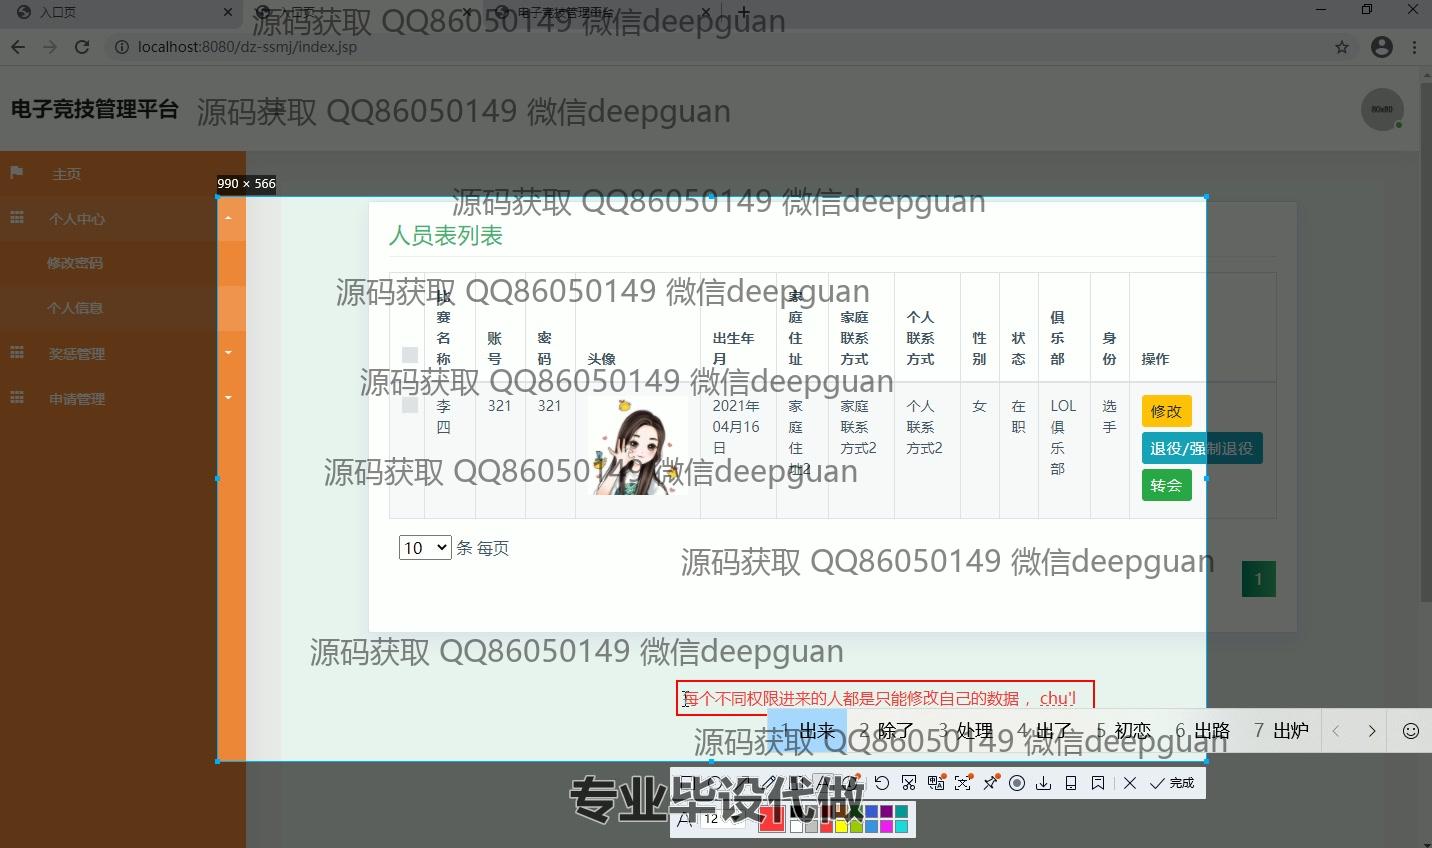 入口页
入口页
电子竞技管理平台
源码获取 QQ86050149 微信deepguan
localhost:8080/dz-ssmj/index.jsp
电子竞技管理平台
源码获取 QQ86050149 微信deepguan
80x80
主页
990 × 566
个人中心
修改密码
个人信息
奖惩管理
申请管理
源码获取 QQ86050149 微信deepguan
人员表列表
源码获取 QQ86050149 微信deepguan
比赛名称 账号 密码 头像 出生年月 家庭住址 家庭联系方式 个人联系方式 性别 状态 俱乐部 身份 操作
源码获取 QQ86050149 微信deepguan
李四 321 321 2021年04月16日 家庭住址2 家庭联系方式2 个人联系方式2 女 在职 LOL俱乐部 选手 修改
退役/强制退役
转会
源码获取 QQ86050149 微信deepguan
10 条 每页
源码获取 QQ86050149 微信deepguan
1
源码获取 QQ86050149 微信deepguan
每个不同权限进来的人都是只能修改自己的数据，chu'l
1 出来 2 除了 3 处理 4 出了 5 初恋 6 出路 7 出炉
源码获取 QQ86050149 微信deepguan
完成
专业毕设代做
A 12